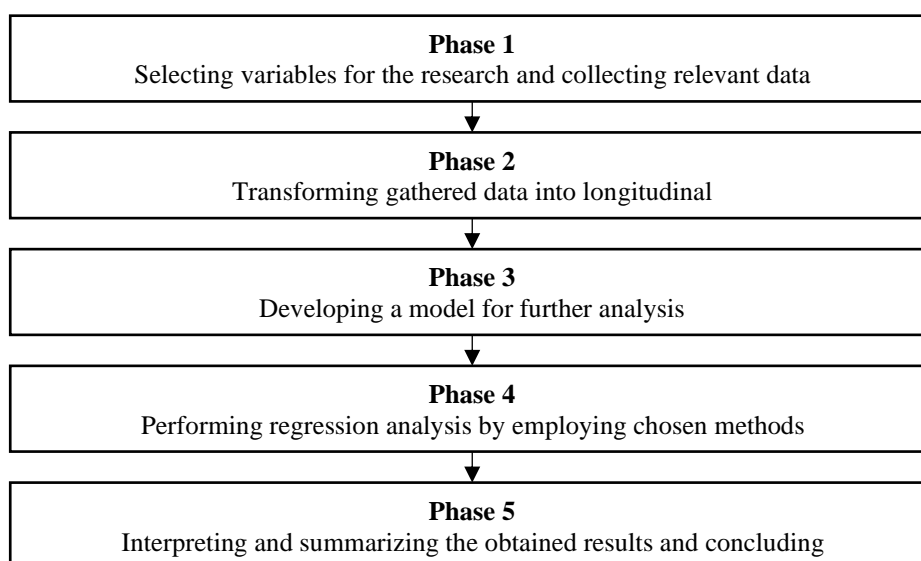 Phase 1
Selecting variables for the research and collecting relevant data
Phase 2
Transforming gathered data into longitudinal
Phase 3
Developing a model for further analysis
Phase 4
Performing regression analysis by employing chosen methods
Phase 5
Interpreting and summarizing the obtained results and concluding